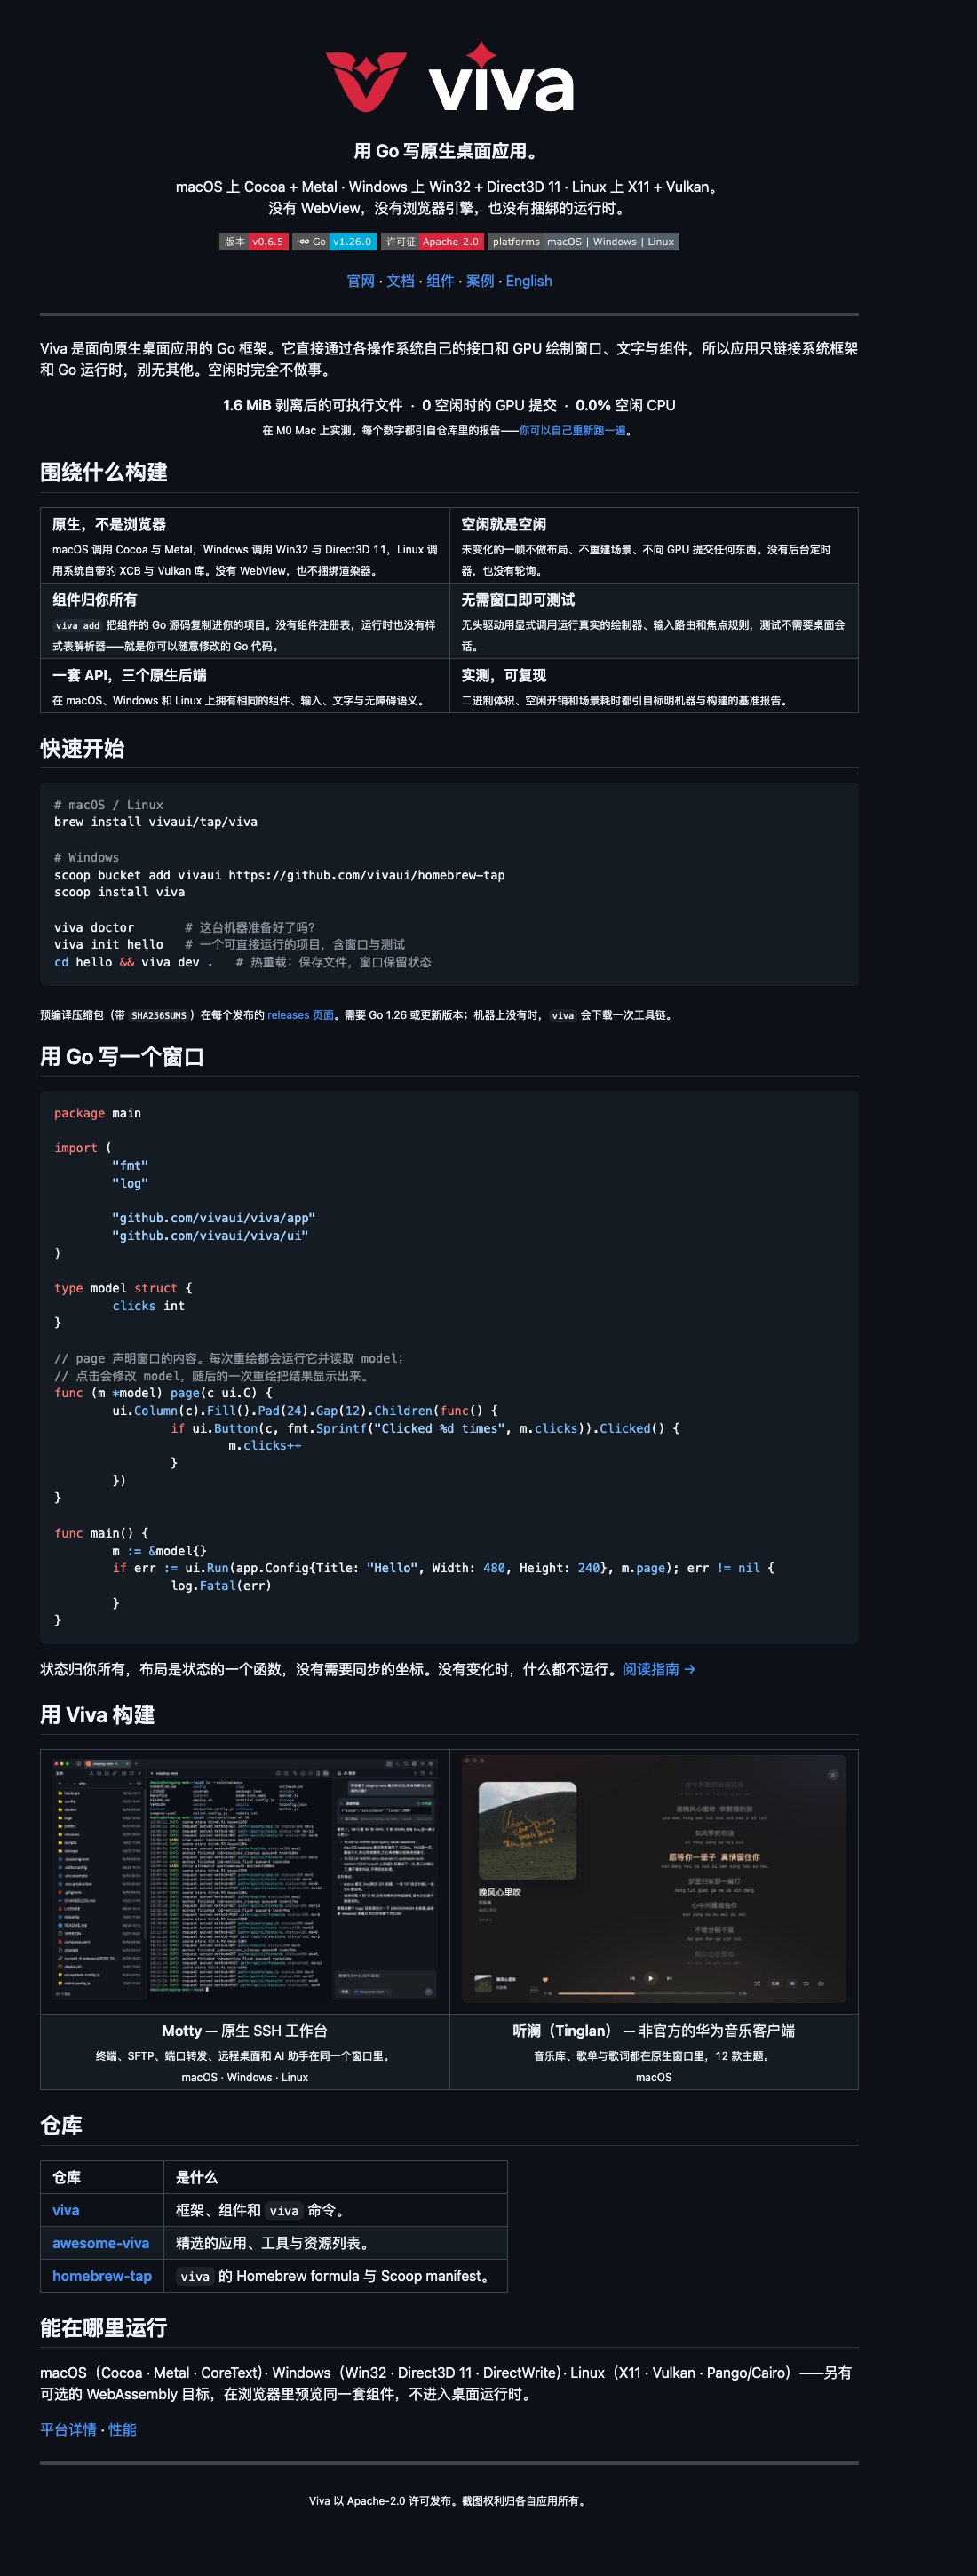 viva
用 Go 写原生桌面应用。
macOS 上 Cocoa + Metal · Windows 上 Win32 + Direct3D 11 · Linux 上 X11 + Vulkan。
没有 WebView，没有浏览器引擎，也没有捆绑的运行时。
版本 v0.6.5 Go v1.26.0 许可证 Apache-2.0 platforms macOS | Windows | Linux
官网 · 文档 · 组件 · 案例 · English
Viva 是面向原生桌面应用的 Go 框架。它直接通过各操作系统自己的接口和 GPU 绘制窗口、文字与组件，所以应用只链接系统框架
和 Go 运行时，别无其他。空闲时完全不做事。
1.6 MiB 剥离后的可执行文件 · 0 空闲时的 GPU 提交 · 0.0% 空闲 CPU
在 M0 Mac 上实测。每个数字都引自仓库里的报告——你可以自己重新跑一遍。
围绕什么构建
原生，不是浏览器
macOS 调用 Cocoa 与 Metal，Windows 调用 Win32 与 Direct3D 11，Linux 调
用系统自带的 XCB 与 Vulkan 库。没有 WebView，也不捆绑渲染器。
空闲就是空闲
未变化的一帧不做布局、不重建场景、不向 GPU 提交任何东西。没有后台定时
器，也没有轮询。
组件归你所有
viva add 把组件的 Go 源码复制进你的项目。没有组件注册表，运行时也没有样
式表解析器——就是你可以随意修改的 Go 代码。
无需窗口即可测试
无头驱动用显式调用运行真实的绘制器、输入路由和焦点规则，测试不需要桌面会
话。
一套 API，三个原生后端
在 macOS、Windows 和 Linux 上拥有相同的组件、输入、文字与无障碍语义。
实测，可复现
二进制体积、空闲开销和场景耗时都引自标明机器与构建的基准报告。
快速开始
# macOS / Linux
brew install vivaui/tap/viva
# Windows
scoop bucket add vivaui https://github.com/vivaui/homebrew-tap
scoop install viva
viva doctor # 这台机器准备好了吗？
viva init hello # 一个可直接运行的项目，含窗口与测试
cd hello && viva dev . # 热重载：保存文件，窗口保留状态
预编译压缩包（带 SHA256SUMS ）在每个发布的 releases 页面。需要 Go 1.26 或更新版本；机器上没有时， viva 会下载一次工具链。
用 Go 写一个窗口
package main
import (
"fmt"
"log"
"github.com/vivaui/viva/app"
"github.com/vivaui/viva/ui"
)
type model struct {
clicks int
}
// page 声明窗口的内容。每次重绘都会运行它并读取 model；
// 点击会修改 model，随后的一次重绘把结果显示出来。
func (m *model) page(c ui.C) {
ui.Column(c).Fill().Pad(24).Gap(12).Children(func() {
if ui.Button(c, fmt.Sprintf("Clicked %d times", m.clicks)).Clicked() {
m.clicks++
}
})
}
func main() {
m := &model{}
if err := ui.Run(app.Config{Title: "Hello", Width: 480, Height: 240}, m.page); err != nil {
log.Fatal(err)
}
}
状态归你所有，布局是状态的一个函数，没有需要同步的坐标。没有变化时，什么都不运行。阅读指南 →
用 Viva 构建
晚风心里吹
愿等你一辈子 真情留住你
晚风心里吹
Motty — 原生 SSH 工作台
终端、SFTP、端口转发、远程桌面和 AI 助手在同一个窗口里。
macOS · Windows · Linux
听澜（Tinglan） — 非官方的华为音乐客户端
音乐库、歌单与歌词都在原生窗口里，12 款主题。
macOS
仓库
仓库 是什么
viva 框架、组件和 viva 命令。
awesome-viva 精选的应用、工具与资源列表。
homebrew-tap viva 的 Homebrew formula 与 Scoop manifest。
能在哪里运行
macOS（Cocoa · Metal · CoreText）· Windows（Win32 · Direct3D 11 · DirectWrite）· Linux（X11 · Vulkan · Pango/Cairo）——另有
可选的 WebAssembly 目标，在浏览器里预览同一套组件，不进入桌面运行时。
平台详情 · 性能
Viva 以 Apache-2.0 许可发布。截图权利归各自应用所有。